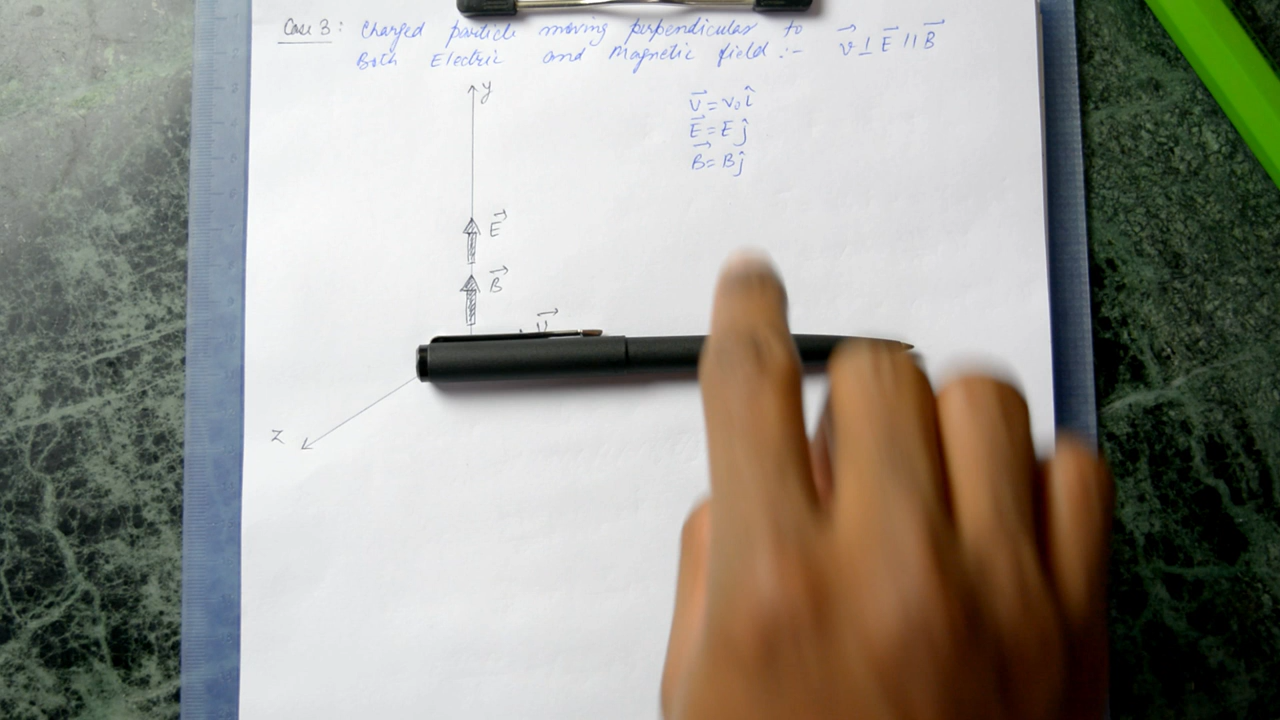 Case 3: Charged particle moving perpendicular to
Both Electric and Magnetic field :- v⃗ ⊥ E⃗ || B⃗
y
v⃗ = v₀ î
E⃗ = E ĵ
B⃗ = B ĵ
E⃗
B⃗
v⃗
z